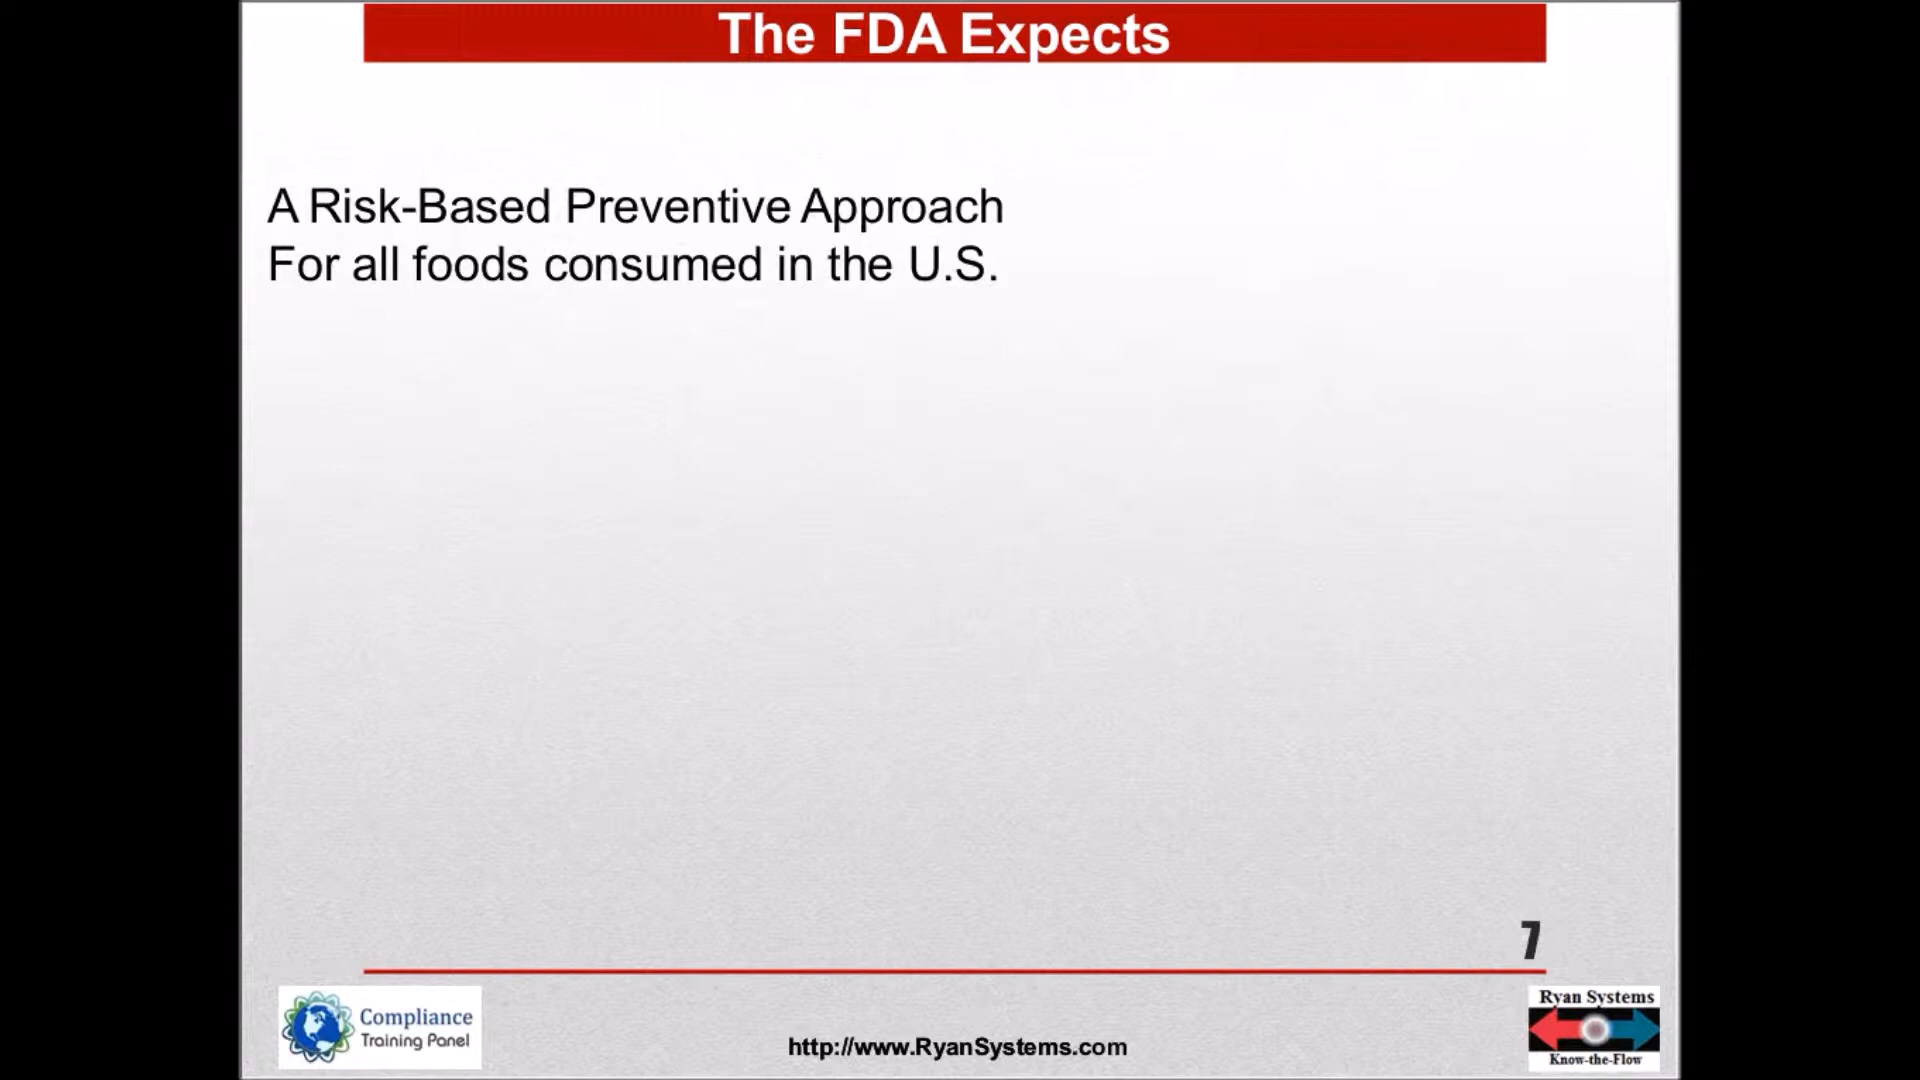 The FDA Expects
A Risk-Based Preventive Approach
For all foods consumed in the U.S.
7
Compliance
Training Panel
http://www.RyanSystems.com
Ryan Systems
Know-the-Flow